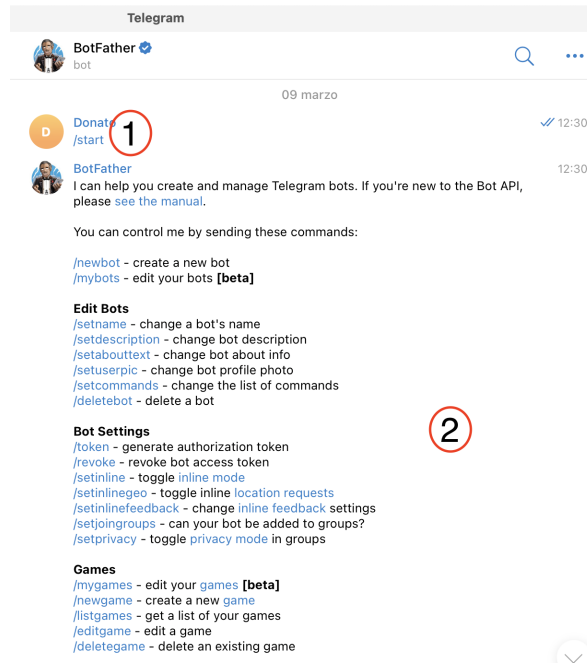 Telegram
BotFather
bot
09 marzo
D
Donato
12:30
/start
1
BotFather
12:30
I can help you create and manage Telegram bots. If you're new to the Bot API,
please see the manual.
You can control me by sending these commands:
/newbot - create a new bot
/mybots - edit your bots [beta]
Edit Bots
/setname - change a bot's name
/setdescription - change bot description
/setabouttext - change bot about info
/setuserpic - change bot profile photo
/setcommands - change the list of commands
/deletebot - delete a bot
2
Bot Settings
/token - generate authorization token
/revoke - revoke bot access token
/setinline - toggle inline mode
/setinlinegeo - toggle inline location requests
/setinlinefeedback - change inline feedback settings
/setjoingroups - can your bot be added to groups?
/setprivacy - toggle privacy mode in groups
Games
/mygames - edit your games [beta]
/newgame - create a new game
/listgames - get a list of your games
/editgame - edit a game
/deletegame - delete an existing game